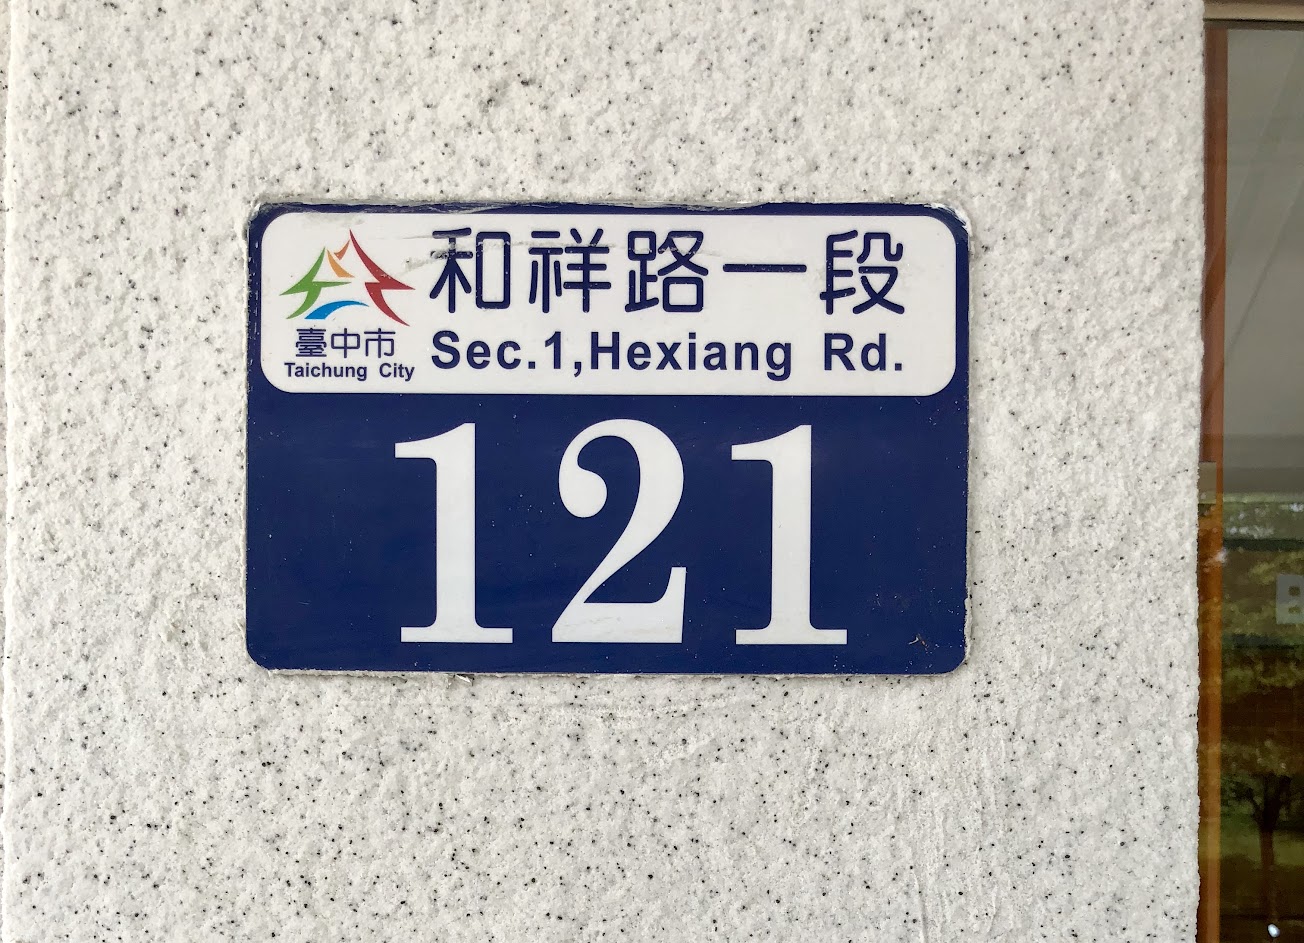 和祥路一段
Sec.1,Hexiang Rd.
臺中市
Taichung City
121